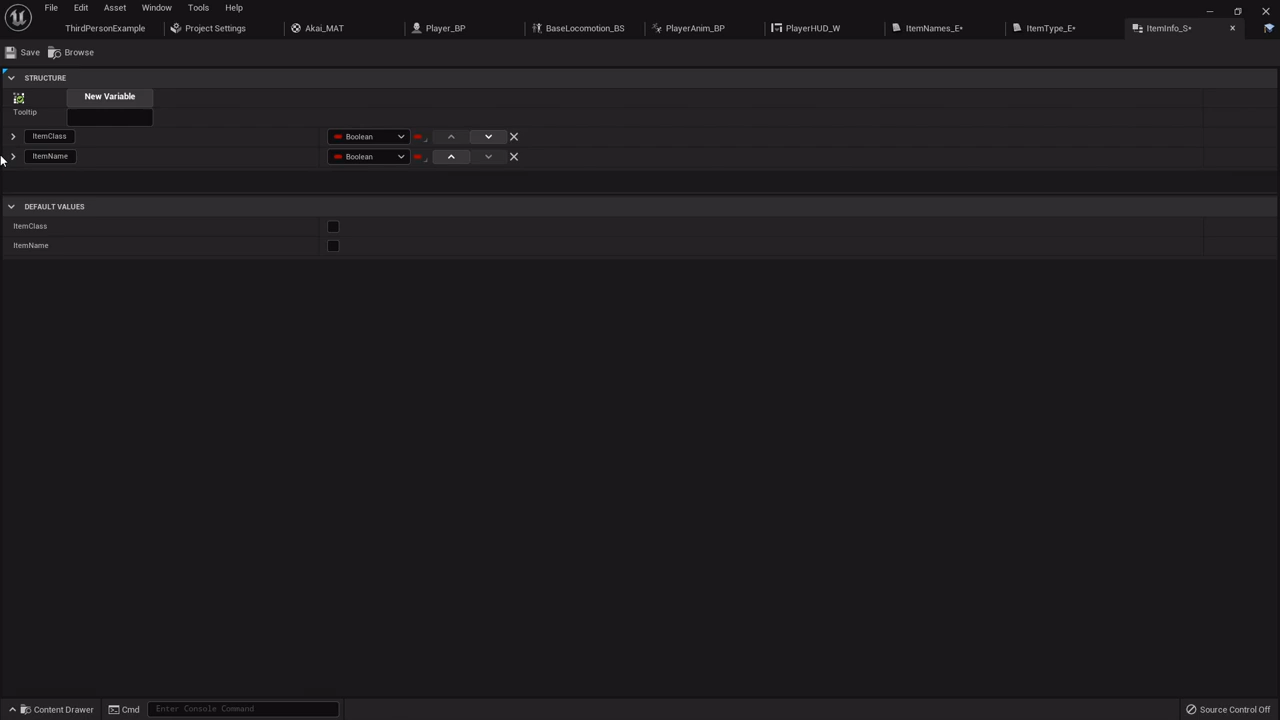 File Edit Asset Window Tools Help
ThirdPersonExample Project Settings Akai_MAT Player_BP BaseLocomotion_BS PlayerAnim_BP PlayerHUD_W ItemNames_E* ItemType_E* ItemInfo_S*
Save Browse
STRUCTURE
New Variable
Tooltip
ItemClass Boolean
ItemName Boolean
DEFAULT VALUES
ItemClass
ItemName
Content Drawer Cmd Enter Console Command Source Control Off